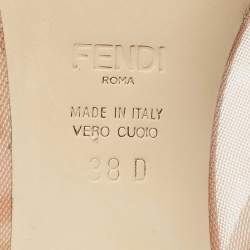 FENDI
ROMA
MADE IN ITALY
VERO CUOIO
38 D